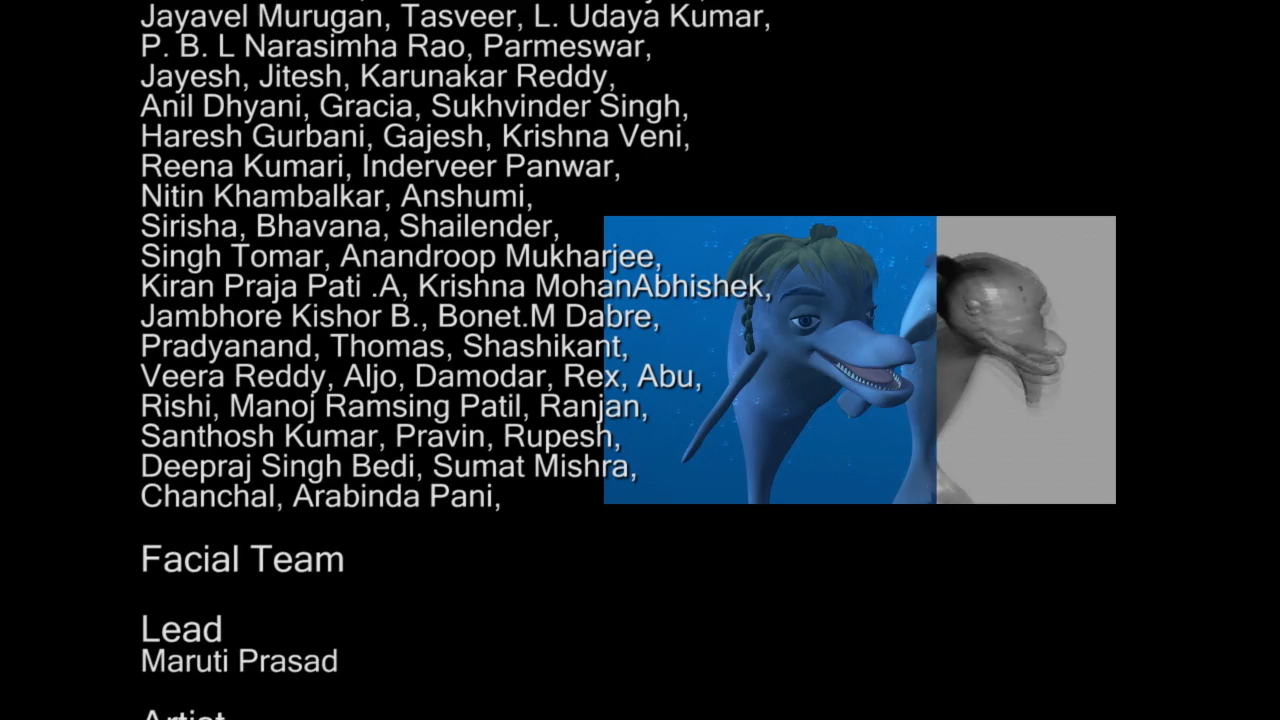 Jayavel Murugan, Tasveer, L. Udaya Kumar,
P. B. L Narasimha Rao, Parmeswar,
Jayesh, Jitesh, Karunakar Reddy,
Anil Dhyani, Gracia, Sukhvinder Singh,
Haresh Gurbani, Gajesh, Krishna Veni,
Reena Kumari, Inderveer Panwar,
Nitin Khambalkar, Anshumi,
Sirisha, Bhavana, Shailender,
Singh Tomar, Anandroop Mukharjee,
Kiran Praja Pati .A, Krishna MohanAbhishek,
Jambhore Kishor B., Bonet.M Dabre,
Pradyanand, Thomas, Shashikant,
Veera Reddy, Aljo, Damodar, Rex, Abu,
Rishi, Manoj Ramsing Patil, Ranjan,
Santhosh Kumar, Pravin, Rupesh,
Deepraj Singh Bedi, Sumat Mishra,
Chanchal, Arabinda Pani,
Facial Team
Lead
Maruti Prasad
Artist